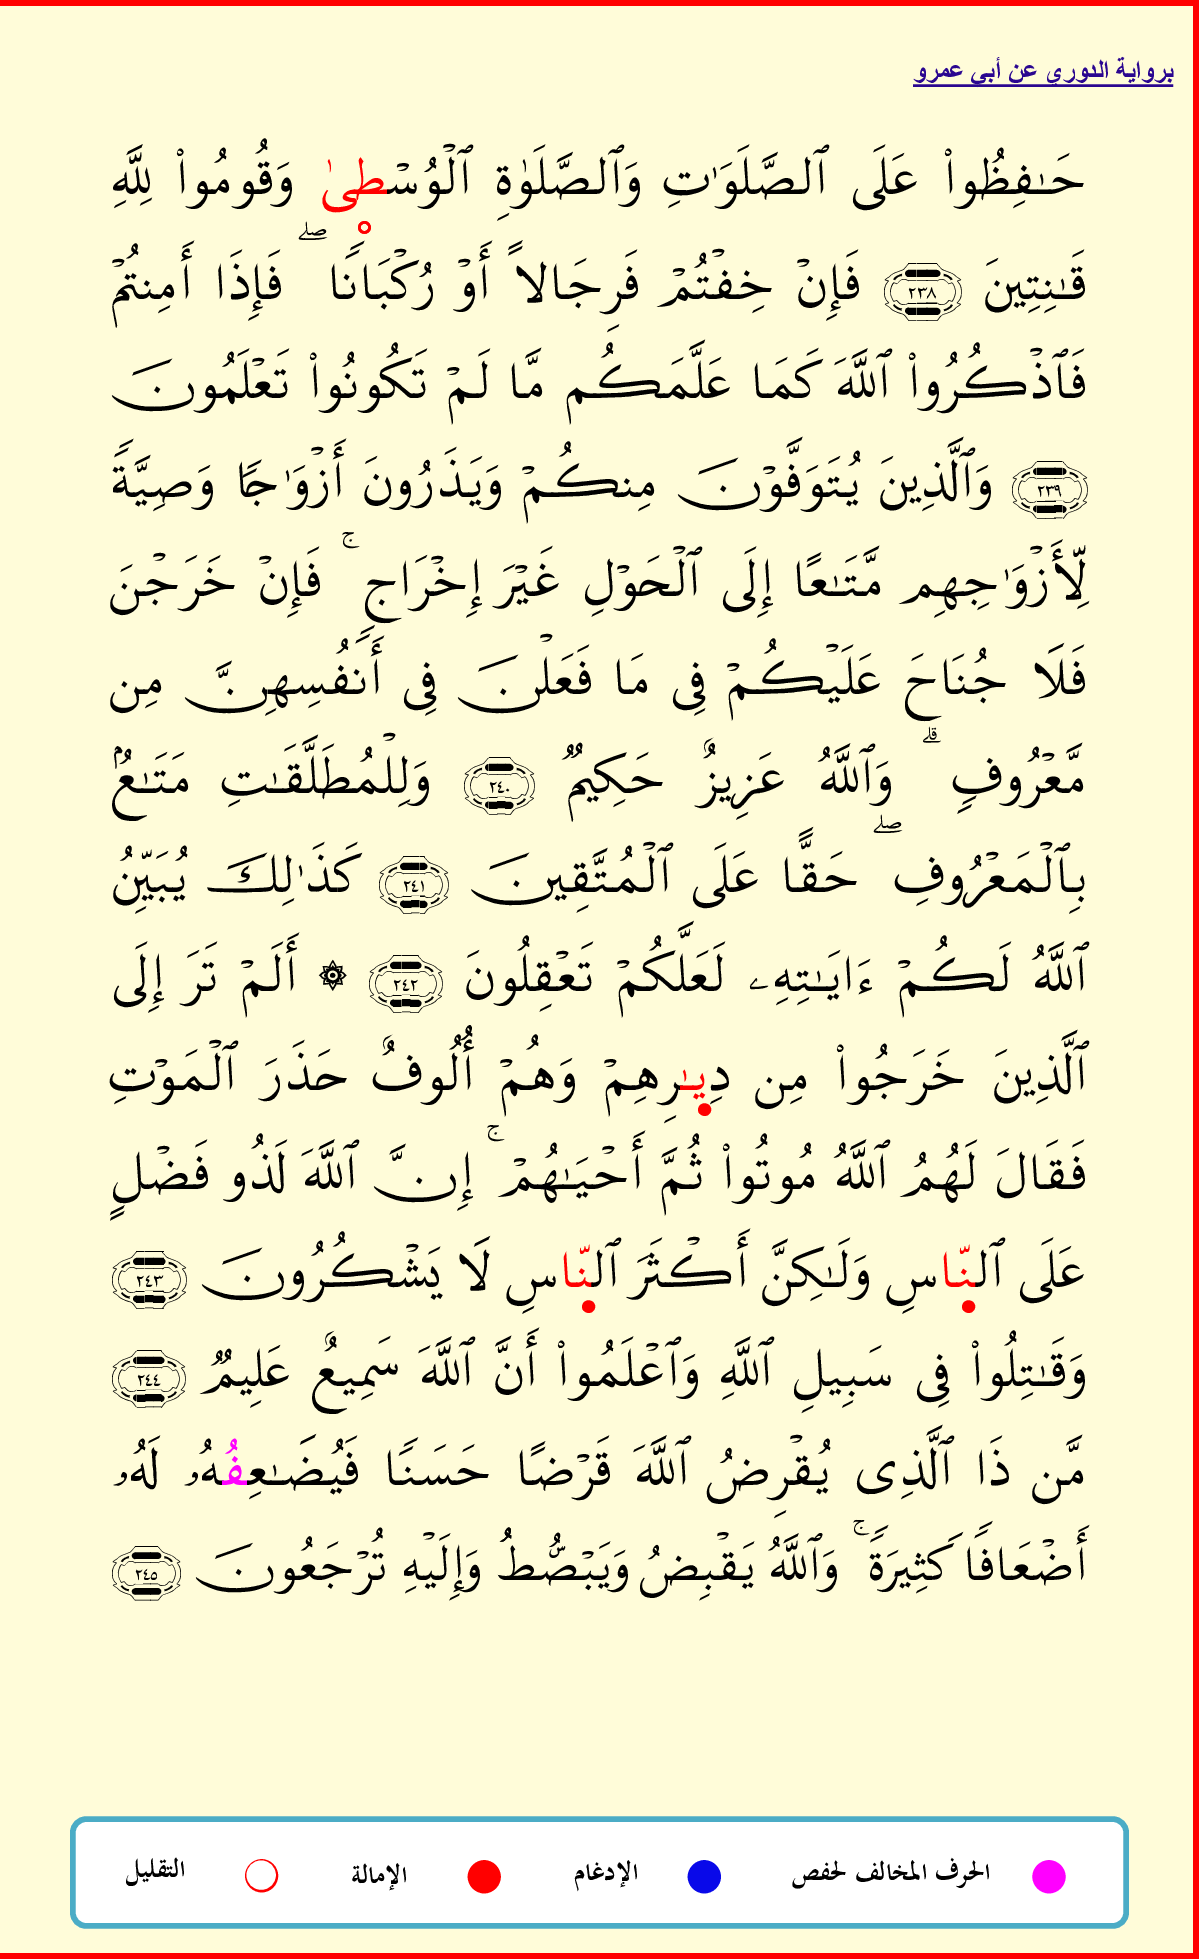 برواية الدوري عن أبي عمرو
حَـٰفِظُوا۟ عَلَى ٱلصَّلَوَٰتِ وَٱلصَّلَوٰةِ ٱلْوُسْطِىٰ وَقُومُوا۟ لِلَّهِ
قَـٰنِتِينَ ٢٣٨ فَإِنْ خِفْتُمْ فَرِجَالاً أَوْ رُكْبَانًا ۖ فَإِذَا أَمِنتُمْ
فَٱذْكُرُوا۟ ٱللَّهَ كَمَا عَلَّمَكُم مَّا لَمْ تَكُونُوا۟ تَعْلَمُونَ
٢٣٩ وَٱلَّذِينَ يُتَوَفَّوْنَ مِنكُمْ وَيَذَرُونَ أَزْوَٰجًا وَصِيَّةً
لِّأَزْوَٰجِهِم مَّتَـٰعًا إِلَى ٱلْحَوْلِ غَيْرَ إِخْرَاجٍ ۚ فَإِنْ خَرَجْنَ
فَلَا جُنَاحَ عَلَيْكُمْ فِى مَا فَعَلْنَ فِى أَنفُسِهِنَّ مِن
مَّعْرُوفٍ ۗ وَٱللَّهُ عَزِيزٌ حَكِيمٌ ٢٤٠ وَلِلْمُطَلَّقَـٰتِ مَتَـٰعُۢ
بِٱلْمَعْرُوفِ ۖ حَقًّا عَلَى ٱلْمُتَّقِينَ ٢٤١ كَذَٰلِكَ يُبَيِّنُ
ٱللَّهُ لَكُمْ ءَايَـٰتِهِۦ لَعَلَّكُمْ تَعْقِلُونَ ٢٤٢ ۞ أَلَمْ تَرَ إِلَى
ٱلَّذِينَ خَرَجُوا۟ مِن دِيَـٰرِهِمْ وَهُمْ أُلُوفٌ حَذَرَ ٱلْمَوْتِ
فَقَالَ لَهُمُ ٱللَّهُ مُوتُوا۟ ثُمَّ أَحْيَـٰهُمْ ۚ إِنَّ ٱللَّهَ لَذُو فَضْلٍ
عَلَى ٱلنَّاسِ وَلَـٰكِنَّ أَكْثَرَ ٱلنَّاسِ لَا يَشْكُرُونَ ٢٤٣
وَقَـٰتِلُوا۟ فِى سَبِيلِ ٱللَّهِ وَٱعْلَمُوا۟ أَنَّ ٱللَّهَ سَمِيعٌ عَلِيمٌ ٢٤٤
مَّن ذَا ٱلَّذِى يُقْرِضُ ٱللَّهَ قَرْضًا حَسَنًا فَيُضَـٰعِفُهُۥ لَهُۥ
أَضْعَافًا كَثِيرَةً ۚ وَٱللَّهُ يَقْبِضُ وَيَبْصُّطُ وَإِلَيْهِ تُرْجَعُونَ ٢٤٥
الحرف المخالف لحفص الإدغام الإمالة التقليل